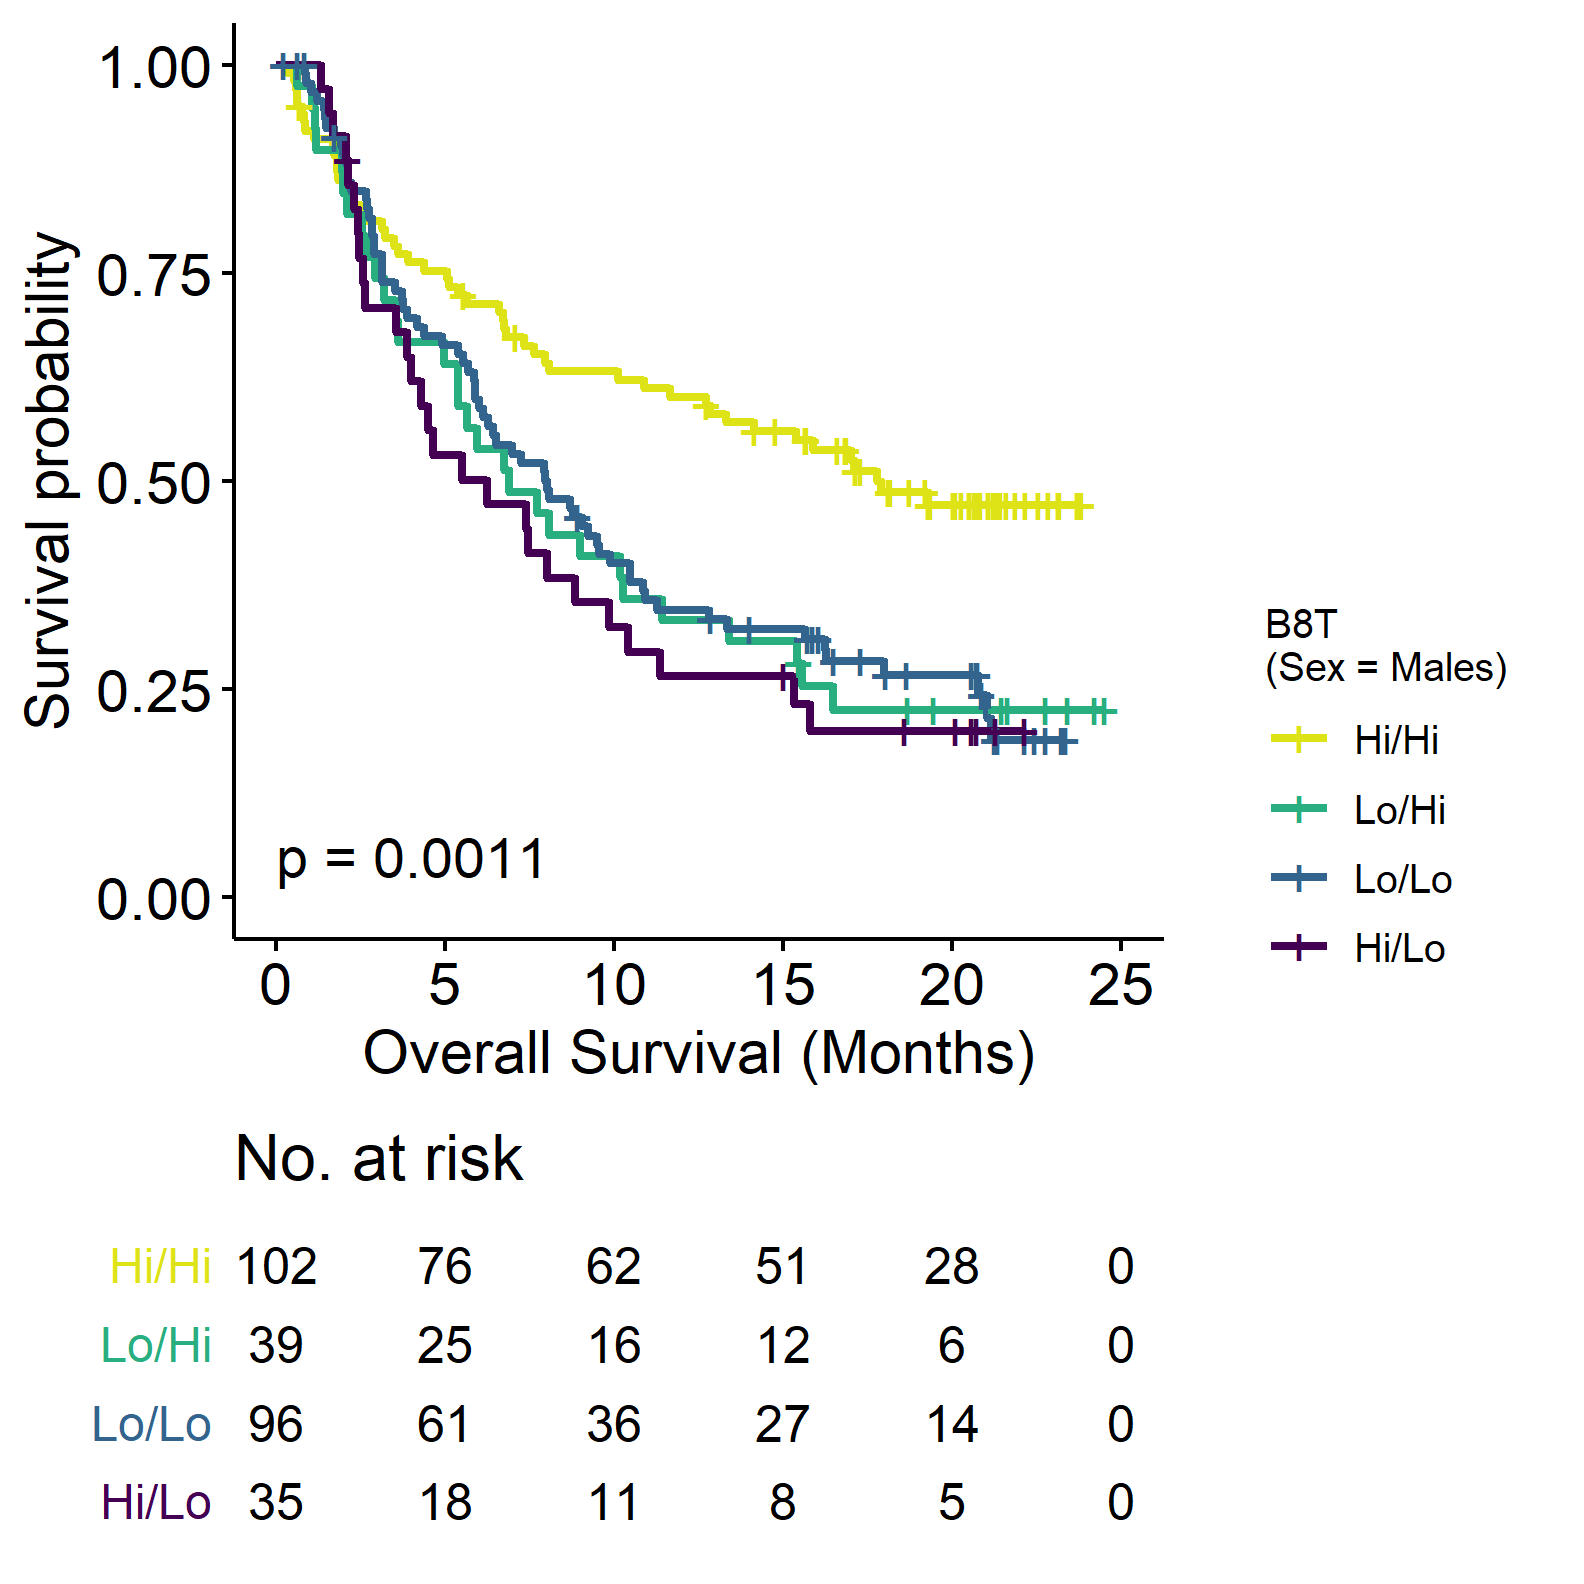 Survival probability
1.00
0.75
0.50
0.25
0.00
p = 0.0011
0 5 10 15 20 25
Overall Survival (Months)
B8T
(Sex = Males)
Hi/Hi
Lo/Hi
Lo/Lo
Hi/Lo
No. at risk
Hi/Hi 102 76 62 51 28 0
Lo/Hi 39 25 16 12 6 0
Lo/Lo 96 61 36 27 14 0
Hi/Lo 35 18 11 8 5 0